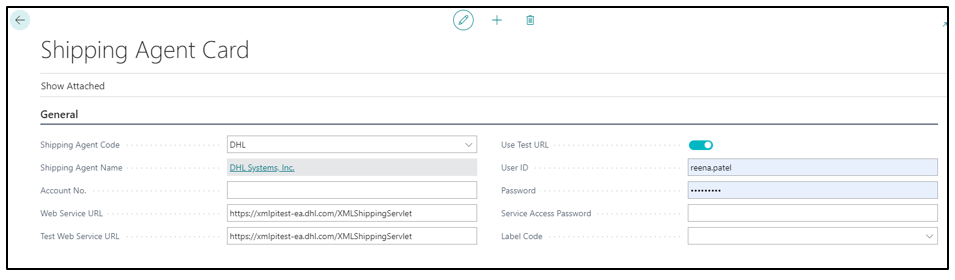 Shipping Agent Card
Show Attached
General
Shipping Agent Code DHL
Shipping Agent Name DHL Systems, Inc.
Account No.
Web Service URL https://xmlpitest-ea.dhl.com/XMLShippingServlet
Test Web Service URL https://xmlpitest-ea.dhl.com/XMLShippingServlet
Use Test URL
User ID reena.patel
Password •••••••••
Service Access Password
Label Code